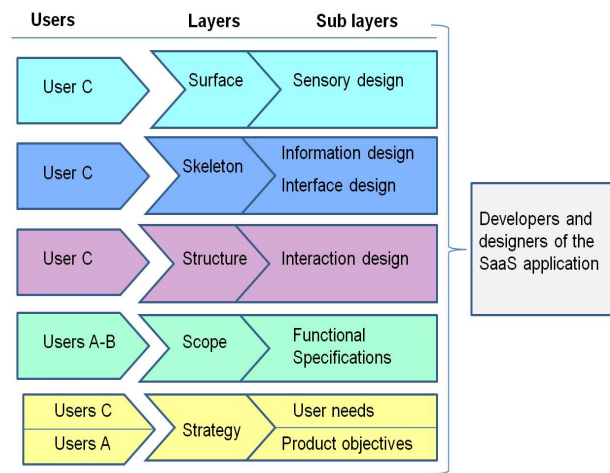 Users Layers Sub layers
User C Surface Sensory design
User C Skeleton Information design
Interface design
User C Structure Interaction design
Users A-B Scope Functional
Specifications
Users C Strategy User needs
Users A Product objectives
Developers and
designers of the
SaaS application